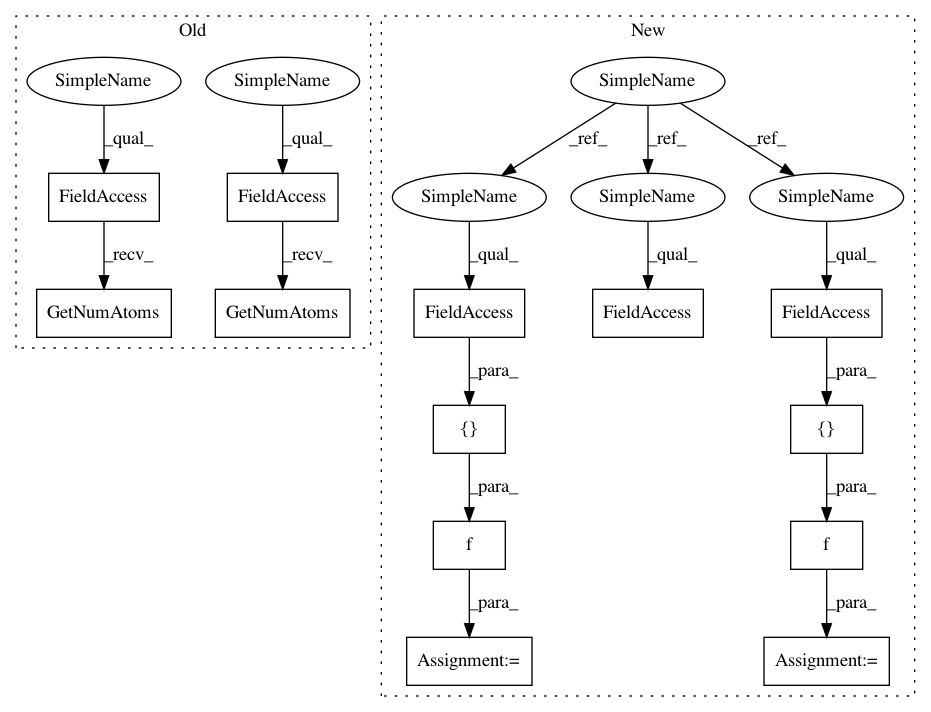 Old
New
SimpleName
SimpleName
SimpleName
_qual_
_qual_
_ref_
_ref_
_ref_
FieldAccess
FieldAccess
SimpleName
SimpleName
SimpleName
_recv_
_recv_
_qual_
_qual_
_qual_
GetNumAtoms
GetNumAtoms
FieldAccess
FieldAccess
FieldAccess
_para_
_para_
{}
{}
_para_
_para_
f
f
_para_
_para_
Assignment:=
Assignment:=